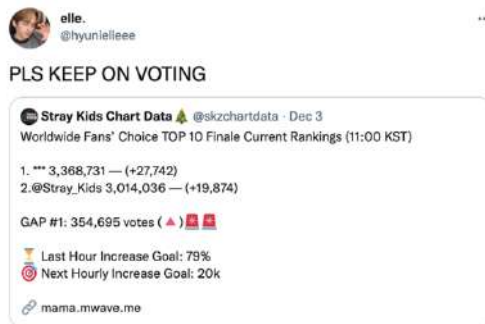 elle.
@hyunielleee
PLS KEEP ON VOTING
Stray Kids Chart Data🎄 @skzchartdata · Dec 3
Worldwide Fans' Choice TOP 10 Finale Current Rankings (11:00 KST)
1. *** 3,368,731 — (+27,742)
2.@Stray_Kids 3,014,036 — (+19,874)
GAP #1: 354,695 votes (🔺)🚨🚨
⏳ Last Hour Increase Goal: 79%
🎯 Next Hourly Increase Goal: 20k
🔗 mama.mwave.me